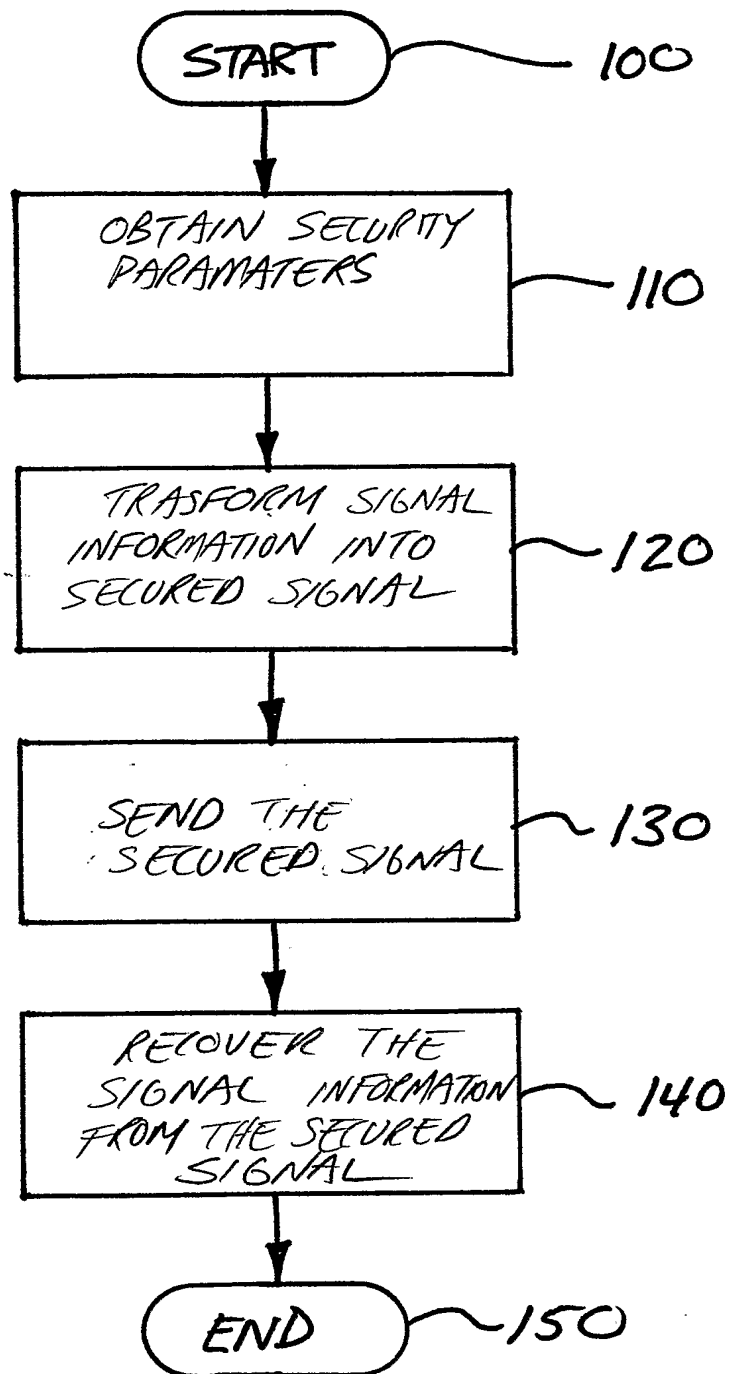 START
100
OBTAIN SECURITY
PARAMATERS
110
TRASFORM SIGNAL
INFORMATION INTO
SECURED SIGNAL
120
SEND THE
SECURED SIGNAL
130
RECOVER THE
SIGNAL INFORMATION
FROM THE SECURED
SIGNAL
140
END
150